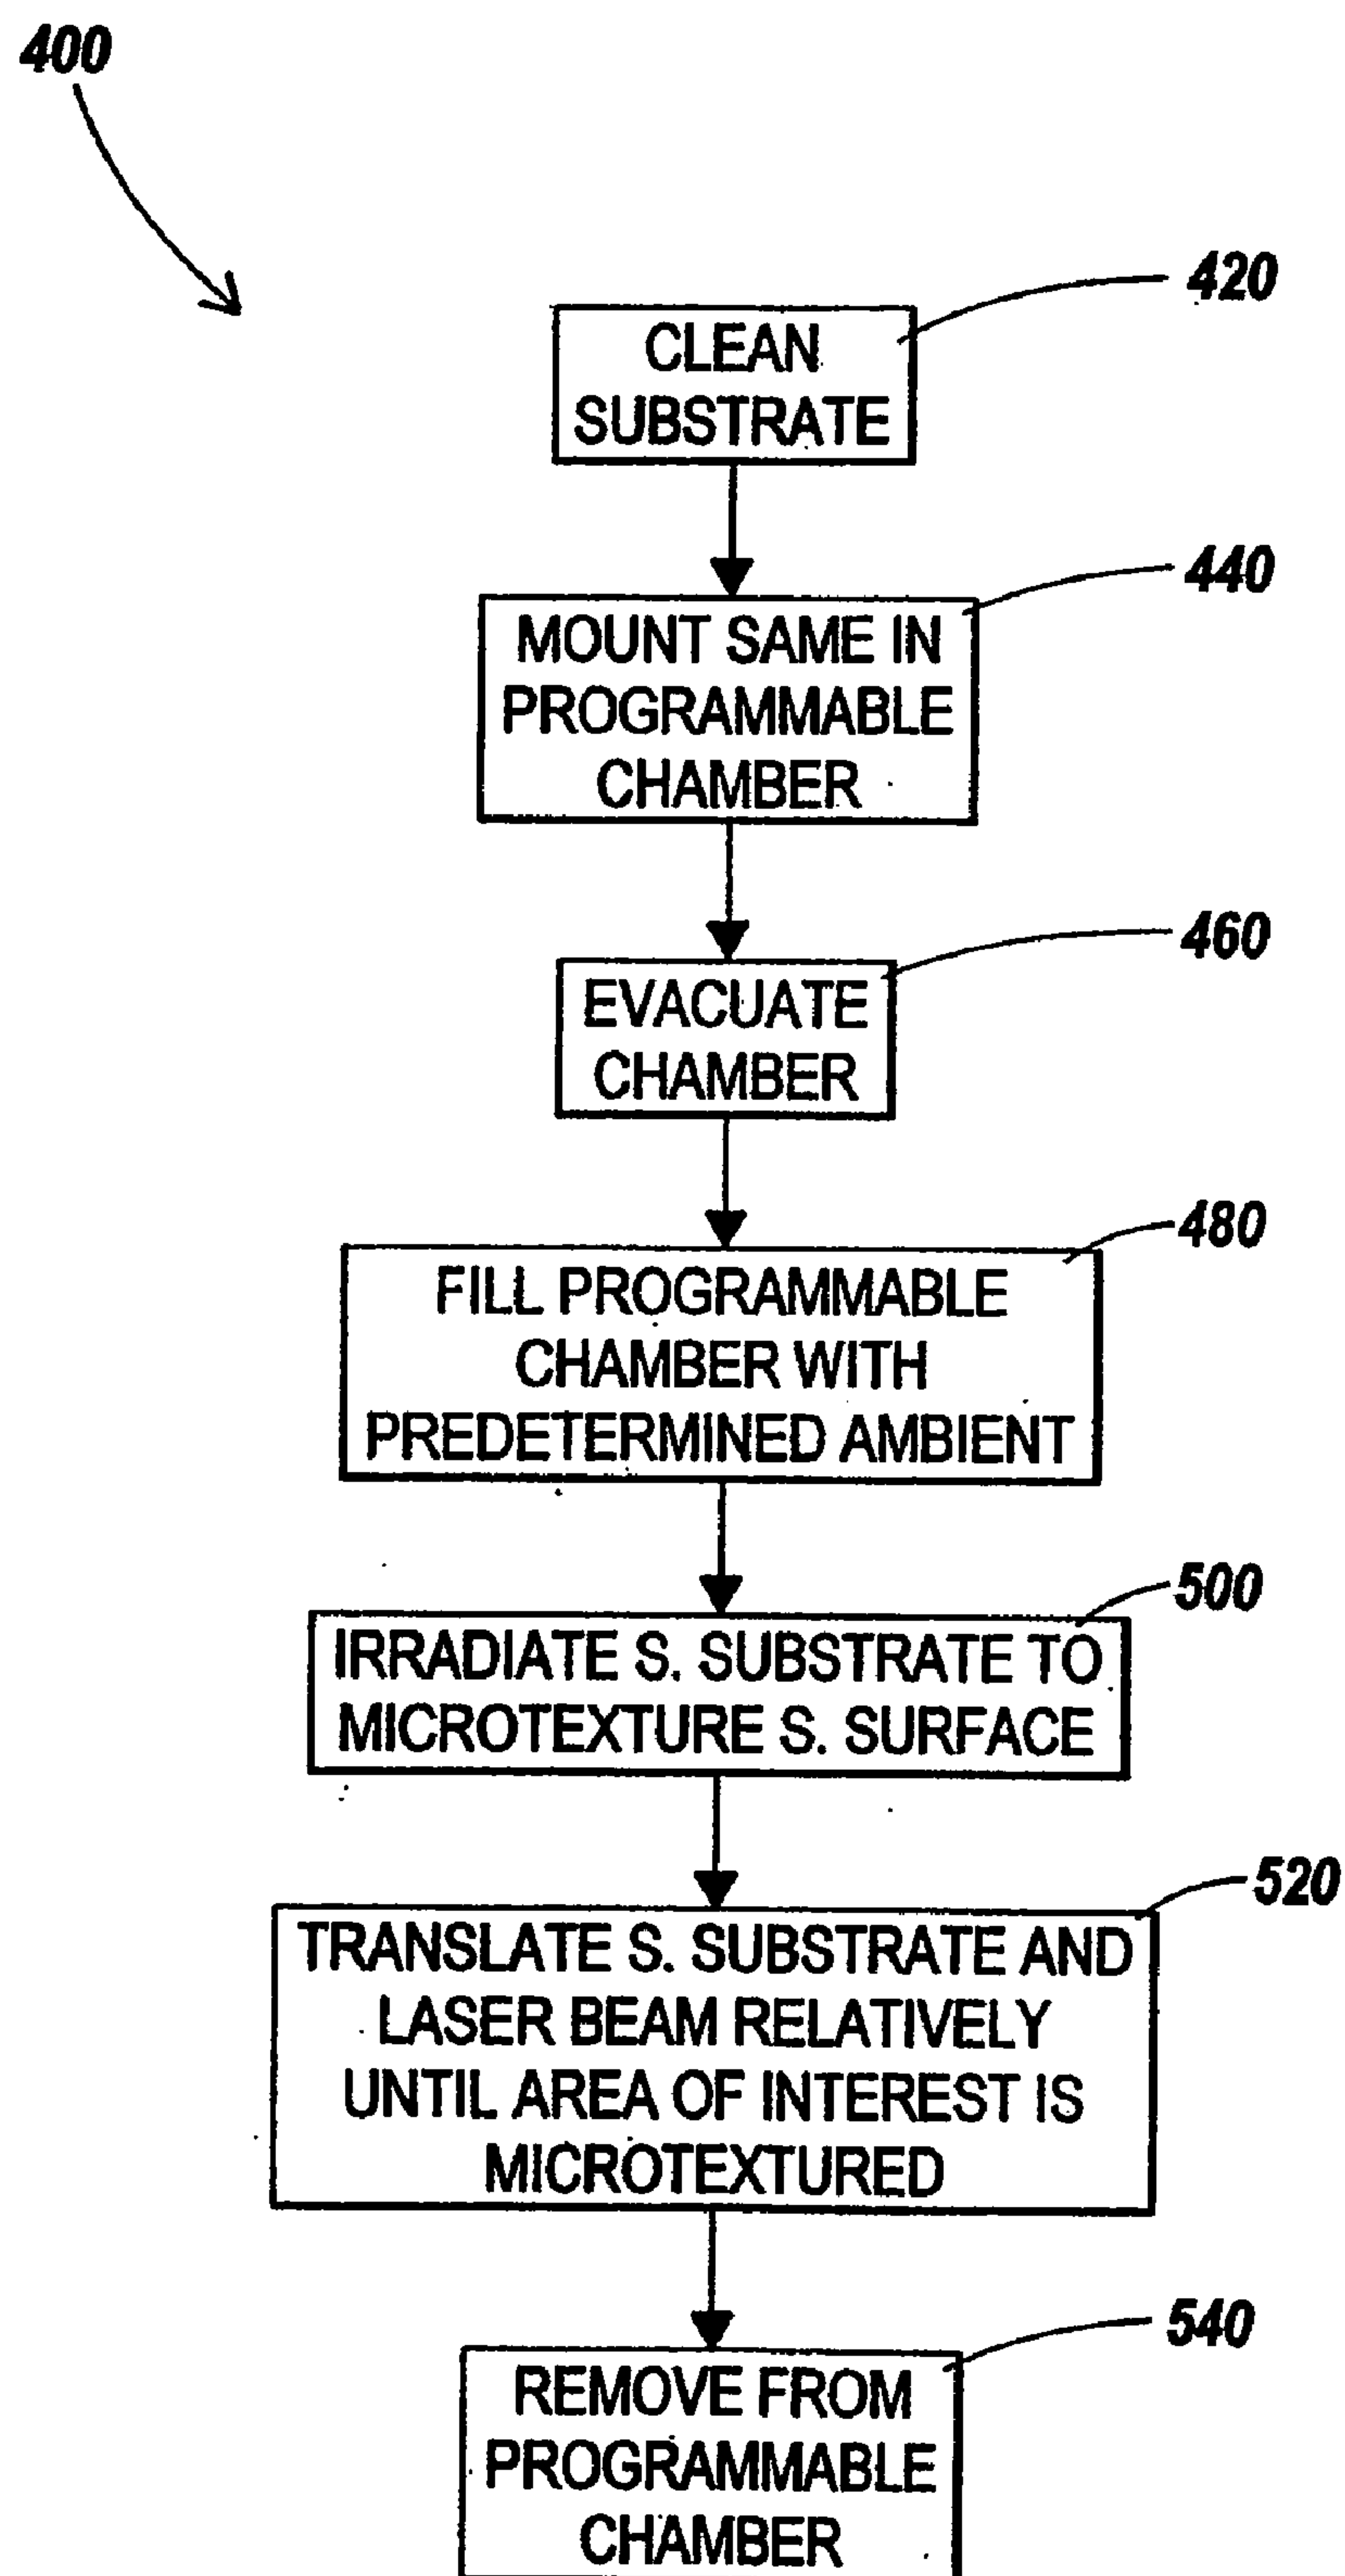 400
420
CLEAN
SUBSTRATE
440
MOUNT SAME IN
PROGRAMMABLE
CHAMBER
460
EVACUATE
CHAMBER
480
FILL PROGRAMMABLE
CHAMBER WITH
PREDETERMINED AMBIENT
500
IRRADIATE S. SUBSTRATE TO
MICROTEXTURE S. SURFACE
520
TRANSLATE S. SUBSTRATE AND
LASER BEAM RELATIVELY
UNTIL AREA OF INTEREST IS
MICROTEXTURED
540
REMOVE FROM
PROGRAMMABLE
CHAMBER